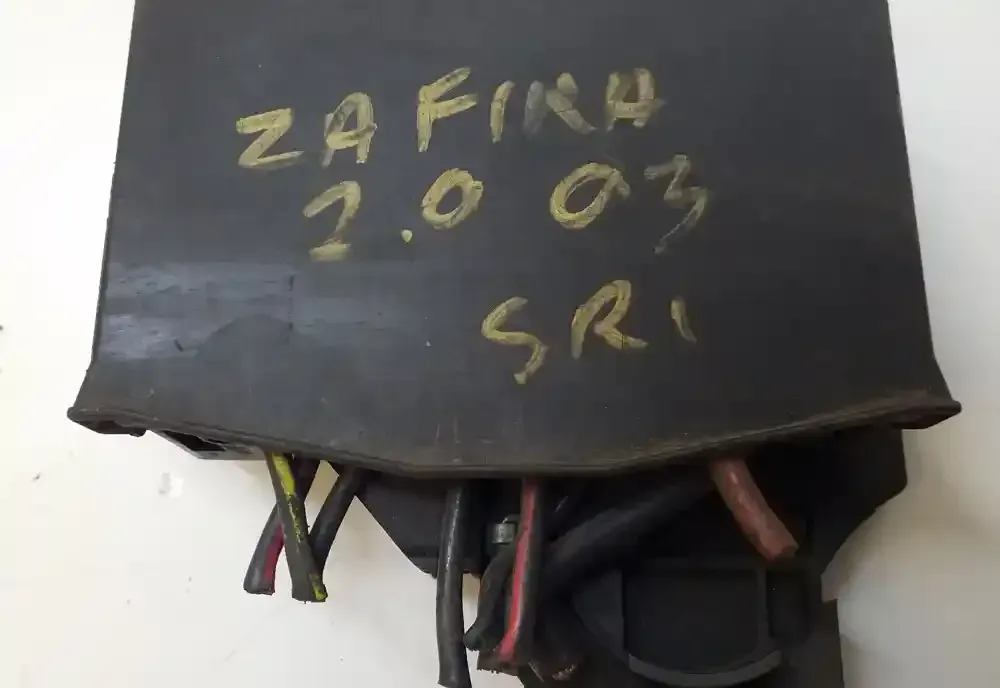 ZAFIRA
2.0 03
SRI